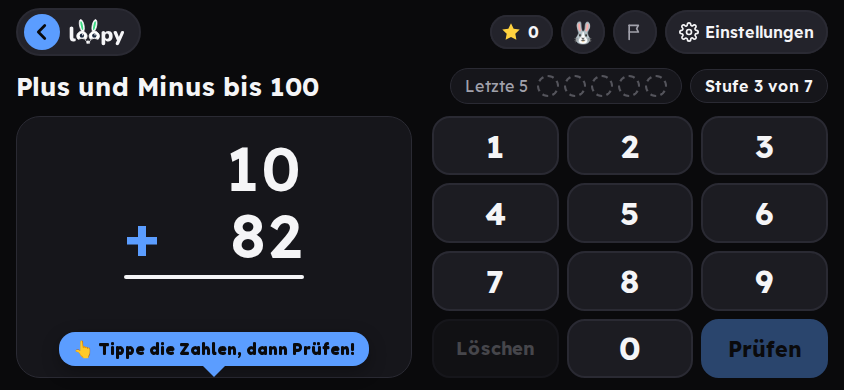 loopy
0
Einstellungen
Plus und Minus bis 100
Letzte 5
Stufe 3 von 7
10
+ 82
👆 Tippe die Zahlen, dann Prüfen!
1 2 3
4 5 6
7 8 9
Löschen 0 Prüfen